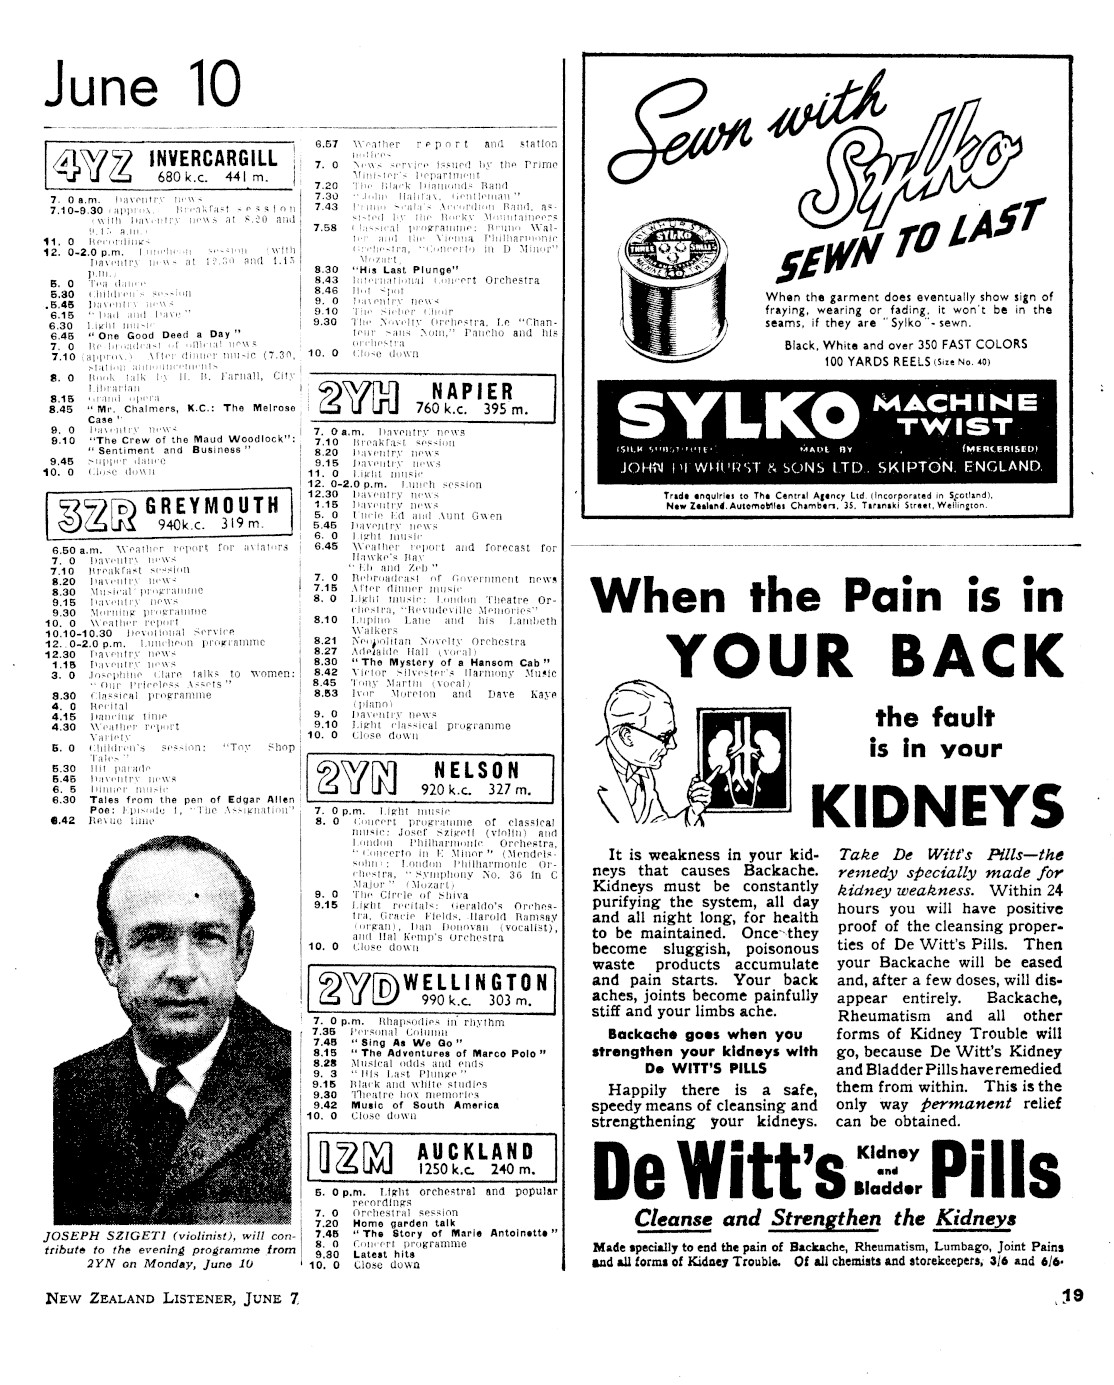 June 10
4YZ INVERCARGILL
680 k.c. 441 m.
7. 0 a.m. Daventry news
7.10-9.30 (approx.) Breakfast session
(with Daventry news at 8.20 and
9.15 a.m.)
11. 0 Recordings
12. 0-2.0 p.m. Luncheon session (with
Daventry news at 12.30 and 1.15
p.m.)
5. 0 Tea dance
5.30 Children's session
5.45 Daventry news
6.15 "Dad and Dave"
6.30 Light music
6.45 "One Good Deed a Day"
7. 0 Re-broadcast of official news
7.10 (approx.) After dinner music (7.30,
station announcements)
8. 0 Book talk by H. B. Farnall, City
Librarian
8.15 Grand opera
8.45 "Mr. Chalmers, K.C.: The Melrose
Case"
9. 0 Daventry news
9.10 "The Crew of the Maud Woodlock":
"Sentiment and Business"
9.45 Supper dance
10. 0 Close down
3ZR GREYMOUTH
940k.c. 319 m.
6.50 a.m. Weather report for aviators
7. 0 Daventry news
7.10 Breakfast session
8.20 Daventry news
8.30 Musical programme
9.15 Daventry news
9.30 Morning programme
10. 0 Weather report
10.10-10.30 Devotional Service
12. 0-2.0 p.m. Luncheon programme
12.30 Daventry news
1.15 Daventry news
3. 0 Josephine Clare talks to women:
"Our Priceless Assets"
3.30 Classical programme
4. 0 Recital
4.15 Dancing time
4.30 Weather report
Variety
5. 0 Children's session: "Toy Shop
Tales"
5.30 Hit parade
5.45 Daventry news
6. 5 Dinner music
6.30 Tales from the pen of Edgar Allen
Poe: Episode 1, "The Assignation"
6.42 Revue time
JOSEPH SZIGETI (violinist), will con-
tribute to the evening programme from
2YN on Monday, June 10
6.57 Weather report and station
notices
7. 0 News service issued by the Prime
Minister's Department
7.20 The Black Diamonds Band
7.30 "John Halifax, Gentleman"
7.43 Primo Scala's Accordion Band, as-
sisted by the Rocky Mountaineers
7.58 Classical programme: Bruno Wal-
ter and the Vienna Philharmonic
Orchestra, "Concerto in D Minor"
Mozart,
8.30 "His Last Plunge"
8.43 International Concert Orchestra
8.46 Hot Spot
9. 0 Daventry news
9.10 The Sieber Choir
9.30 The Novelty Orchestra, Le "Chan-
teur Sans Nom," Pancho and his
orchestra
10. 0 Close down
2YH NAPIER
760 k.c. 395 m.
7. 0 a.m. Daventry news
7.10 Breakfast session
8.20 Daventry news
9.15 Daventry news
11. 0 Light music
12. 0-2.0 p.m. Lunch session
12.30 Daventry news
1.15 Daventry news
5. 0 Uncle Ed and Aunt Gwen
5.45 Daventry news
6. 0 Light music
6.45 Weather report and forecast for
Hawke's Bay
"Eb and Zeb"
7. 0 Rebroadcast of Government news
7.15 After dinner music
8. 0 Light music: London Theatre Or-
chestra, "Revudeville Memories"
8.10 Lupino Lane and his Lambeth
Walkers
8.21 Neapolitan Novelty Orchestra
8.27 Adelaide Hall (vocal)
8.30 "The Mystery of a Hansom Cab"
8.42 Victor Silvester's Harmony Music
8.45 Tony Martin (vocal)
8.53 Ivor Moreton and Dave Kaye
(piano)
9. 0 Daventry news
9.10 Light classical programme
10. 0 Close down
2YN NELSON
920 k.c. 327 m.
7. 0 p.m. Light music
8. 0 Concert programme of classical
music: Josef Szigeti (violin) and
London Philharmonic Orchestra,
"Concerto in E Minor" (Mendels-
sohn); London Philharmonic Or-
chestra, "Symphony No. 36 in C
Major" (Mozart)
9. 0 The Circle of Shiva
9.15 Light recitals: Geraldo's Orches-
tra, Gracie Fields, Harold Ramsay
(organ), Dan Donovan (vocalist),
and Hal Kemp's Orchestra
10. 0 Close down
2YD WELLINGTON
990 k.c. 303 m.
7. 0 p.m. Rhapsodies in rhythm
7.35 Personal Column
7.45 "Sing As We Go"
8.15 "The Adventures of Marco Polo"
8.28 Musical odds and ends
9. 3 "His Last Plunge"
9.15 Black and white studies
9.30 Theatre box memories
9.42 Music of South America
10. 0 Close down
1ZM AUCKLAND
1250 k.c. 240 m.
5. 0 p.m. Light orchestral and popular
recordings
7. 0 Orchestral session
7.20 Home garden talk
7.45 "The Story of Marie Antoinette"
8. 0 Concert programme
9.30 Latest hits
10. 0 Close down
Sewn with
Sylko
SEWN TO LAST
DEWHURST'S
SYLKO
THREE SHELLS
MACHINE TWIST
When the garment does eventually show sign of
fraying, wearing or fading, it won't be in the
seams, if they are "Sylko"-sewn.
Black, White and over 350 FAST COLORS
100 YARDS REELS (Size No. 40)
SYLKO MACHINE
TWIST
(SILK SUBSTITUTE) MADE BY (MERCERISED)
JOHN DEWHURST & SONS LTD., SKIPTON, ENGLAND.
Trade enquiries to The Central Agency Ltd. (Incorporated in Scotland),
New Zealand. Automobiles Chambers, 35, Taranaki Street, Wellington.
When the Pain is in
YOUR BACK
the fault
is in your
KIDNEYS
It is weakness in your kid-
neys that causes Backache.
Kidneys must be constantly
purifying the system, all day
and all night long, for health
to be maintained. Once they
become sluggish, poisonous
waste products accumulate
and pain starts. Your back
aches, joints become painfully
stiff and your limbs ache.
Backache goes when you
strengthen your kidneys with
De WITT'S PILLS
Happily there is a safe,
speedy means of cleansing and
strengthening your kidneys.
Take De Witt's Pills—the
remedy specially made for
kidney weakness. Within 24
hours you will have positive
proof of the cleansing proper-
ties of De Witt's Pills. Then
your Backache will be eased
and, after a few doses, will dis-
appear entirely. Backache,
Rheumatism and all other
forms of Kidney Trouble will
go, because De Witt's Kidney
and Bladder Pills have remedied
them from within. This is the
only way permanent relief
can be obtained.
De Witt's Kidney and Bladder Pills
Cleanse and Strengthen the Kidneys
Made specially to end the pain of Backache, Rheumatism, Lumbago, Joint Pains
and all forms of Kidney Trouble. Of all chemists and storekeepers, 3/6 and 6/6.
NEW ZEALAND LISTENER, JUNE 7.
19